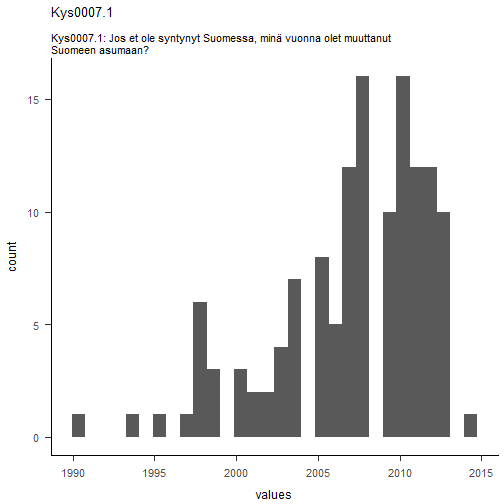 Kys0007.1
Kys0007.1: Jos et ole syntynyt Suomessa, minä vuonna olet muuttanut
Suomeen asumaan?
15
10
5
0
count
1990 1995 2000 2005 2010 2015
values